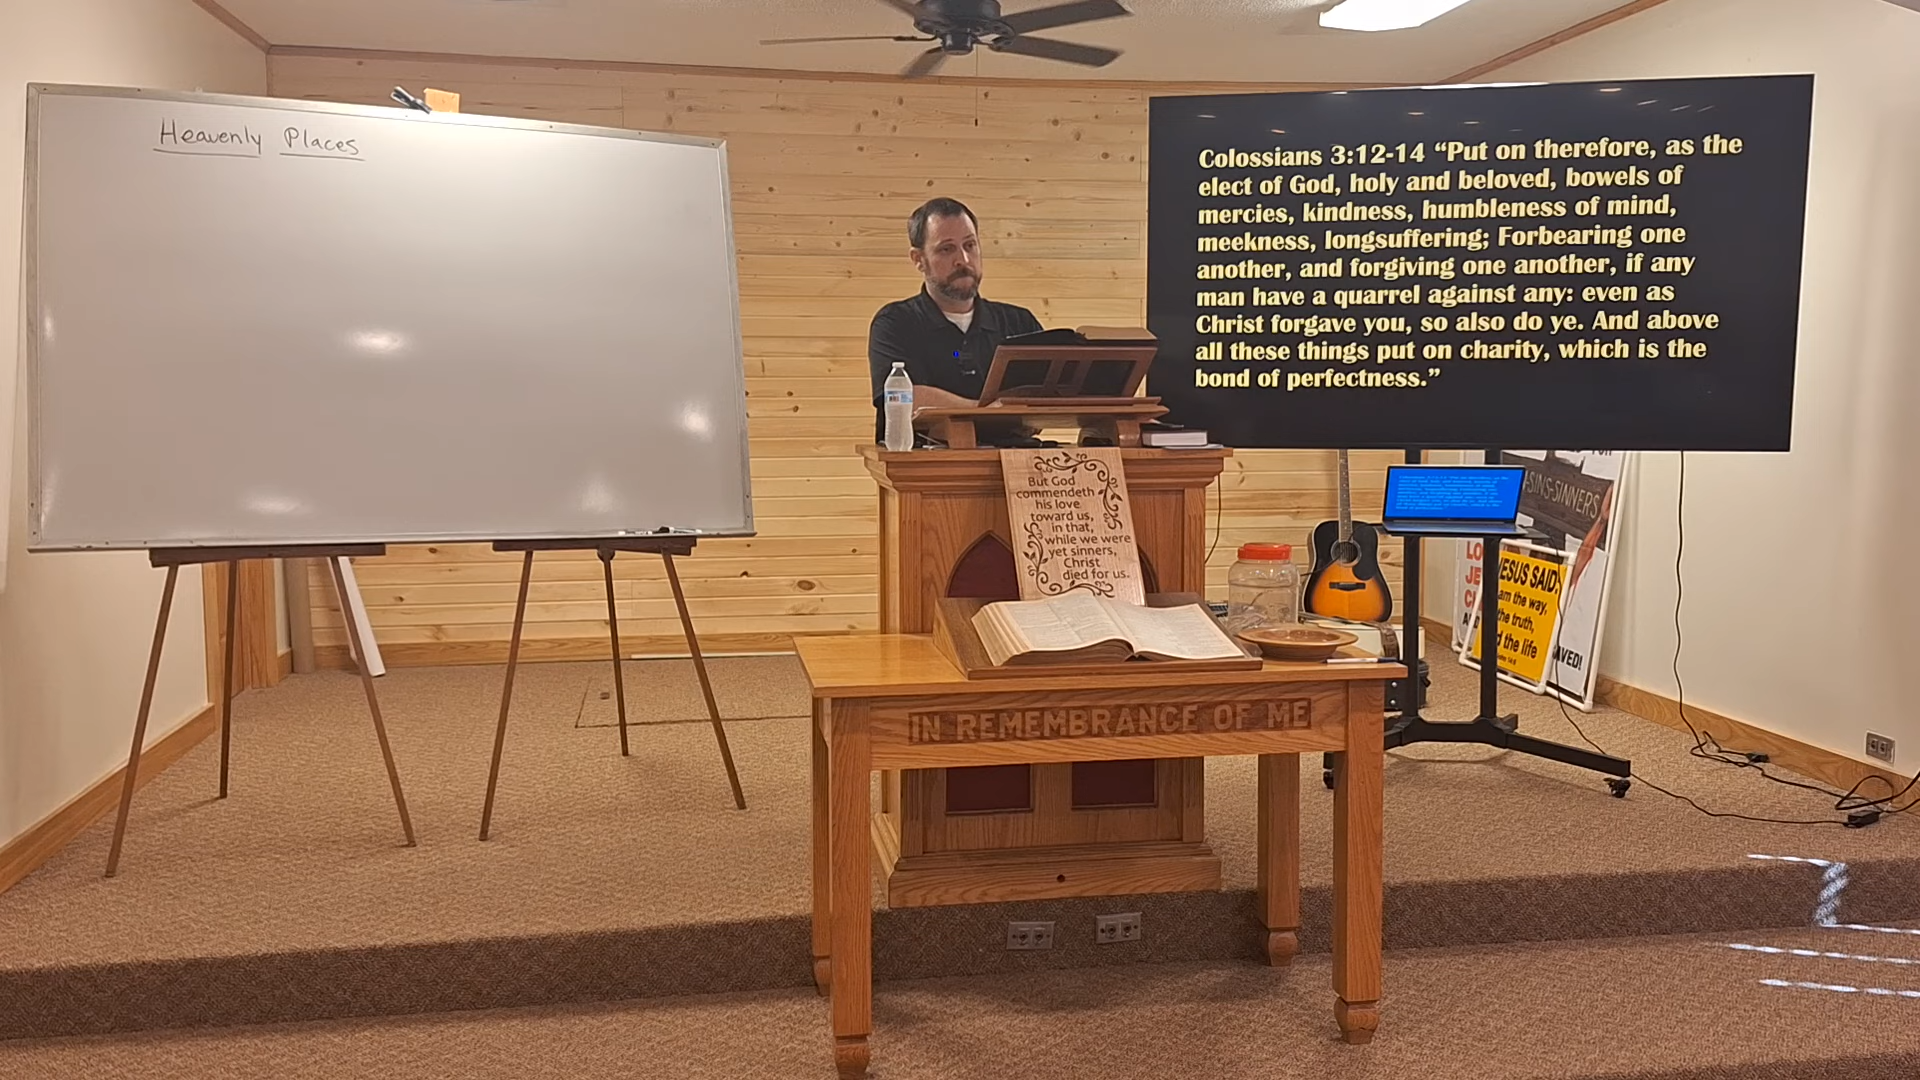 Heavenly Places
Colossians 3:12-14 “Put on therefore, as the
elect of God, holy and beloved, bowels of
mercies, kindness, humbleness of mind,
meekness, longsuffering; Forbearing one
another, and forgiving one another, if any
man have a quarrel against any: even as
Christ forgave you, so also do ye. And above
all these things put on charity, which is the
bond of perfectness.”
But God
commendeth
his love
toward us,
in that,
while we were
yet sinners,
Christ
died for us.
IN REMEMBRANCE OF ME
SINS-SINNERS
JESUS SAID:
am the way,
the truth,
the life